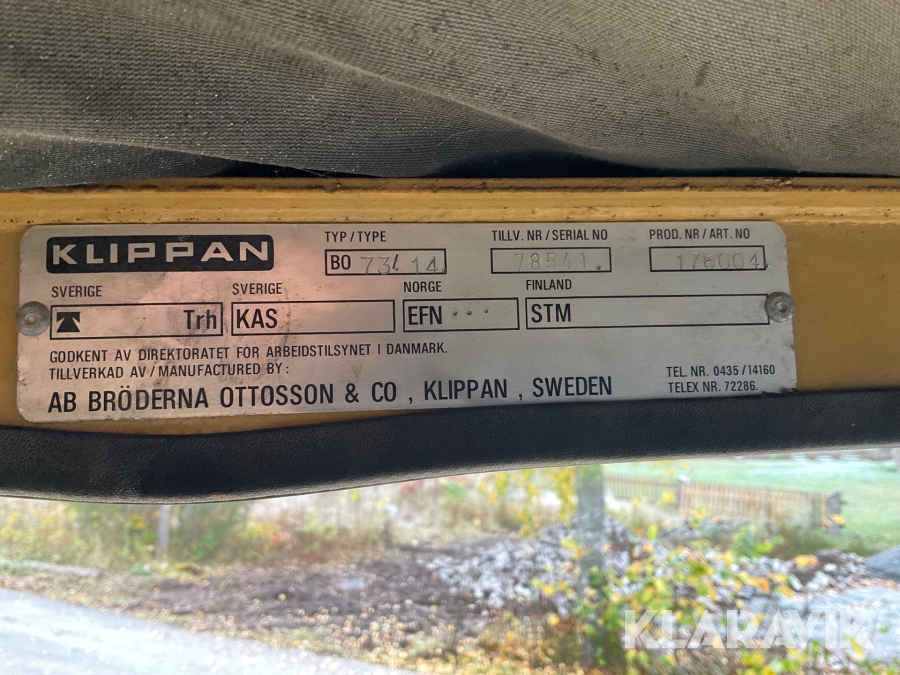 KLIPPAN
TYP / TYPE
BO 73/ 14.
TILLV. NR / SERIAL NO
78541.
PROD. NR / ART. NO
176004.
SVERIGE
Trh
SVERIGE
KAS
NORGE
EFN ...
FINLAND
STM
GODKENT AV DIREKTORATET FOR ARBEIDSTILSYNET I DANMARK.
TILLVERKAD AV / MANUFACTURED BY :
AB BRÖDERNA OTTOSSON & CO , KLIPPAN , SWEDEN
TEL. NR. 0435 /14160
TELEX NR. 72286.
KLARAVIK